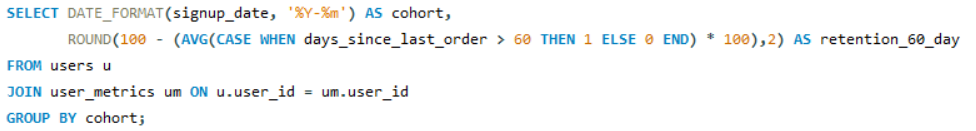 SELECT DATE_FORMAT(signup_date, '%Y-%m') AS cohort,
ROUND(100 - (AVG(CASE WHEN days_since_last_order > 60 THEN 1 ELSE 0 END) * 100),2) AS retention_60_day
FROM users u
JOIN user_metrics um ON u.user_id = um.user_id
GROUP BY cohort;